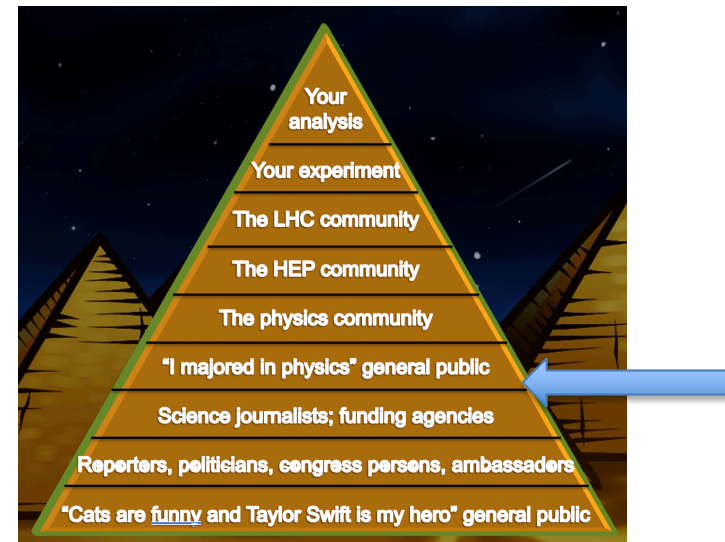 Your
analysis
Your experiment
The LHC community
The HEP community
The physics community
“I majored in physics” general public
Science journalists; funding agencies
Reporters, politicians, congress persons, ambassaders
“Cats are funny and Taylor Swift is my hero” general public